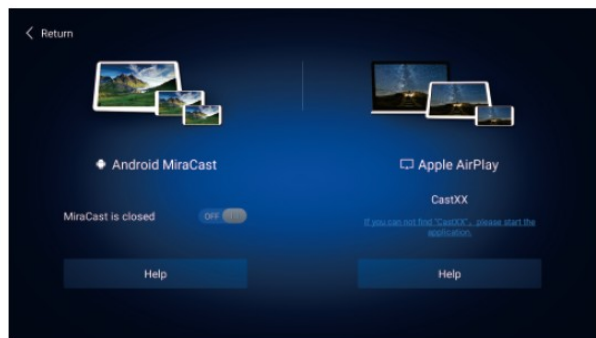 Return
Android MiraCast
Apple AirPlay
CastXX
MiraCast is closed
OFF
If you can not find "CastXX"，please start the
application.
Help
Help